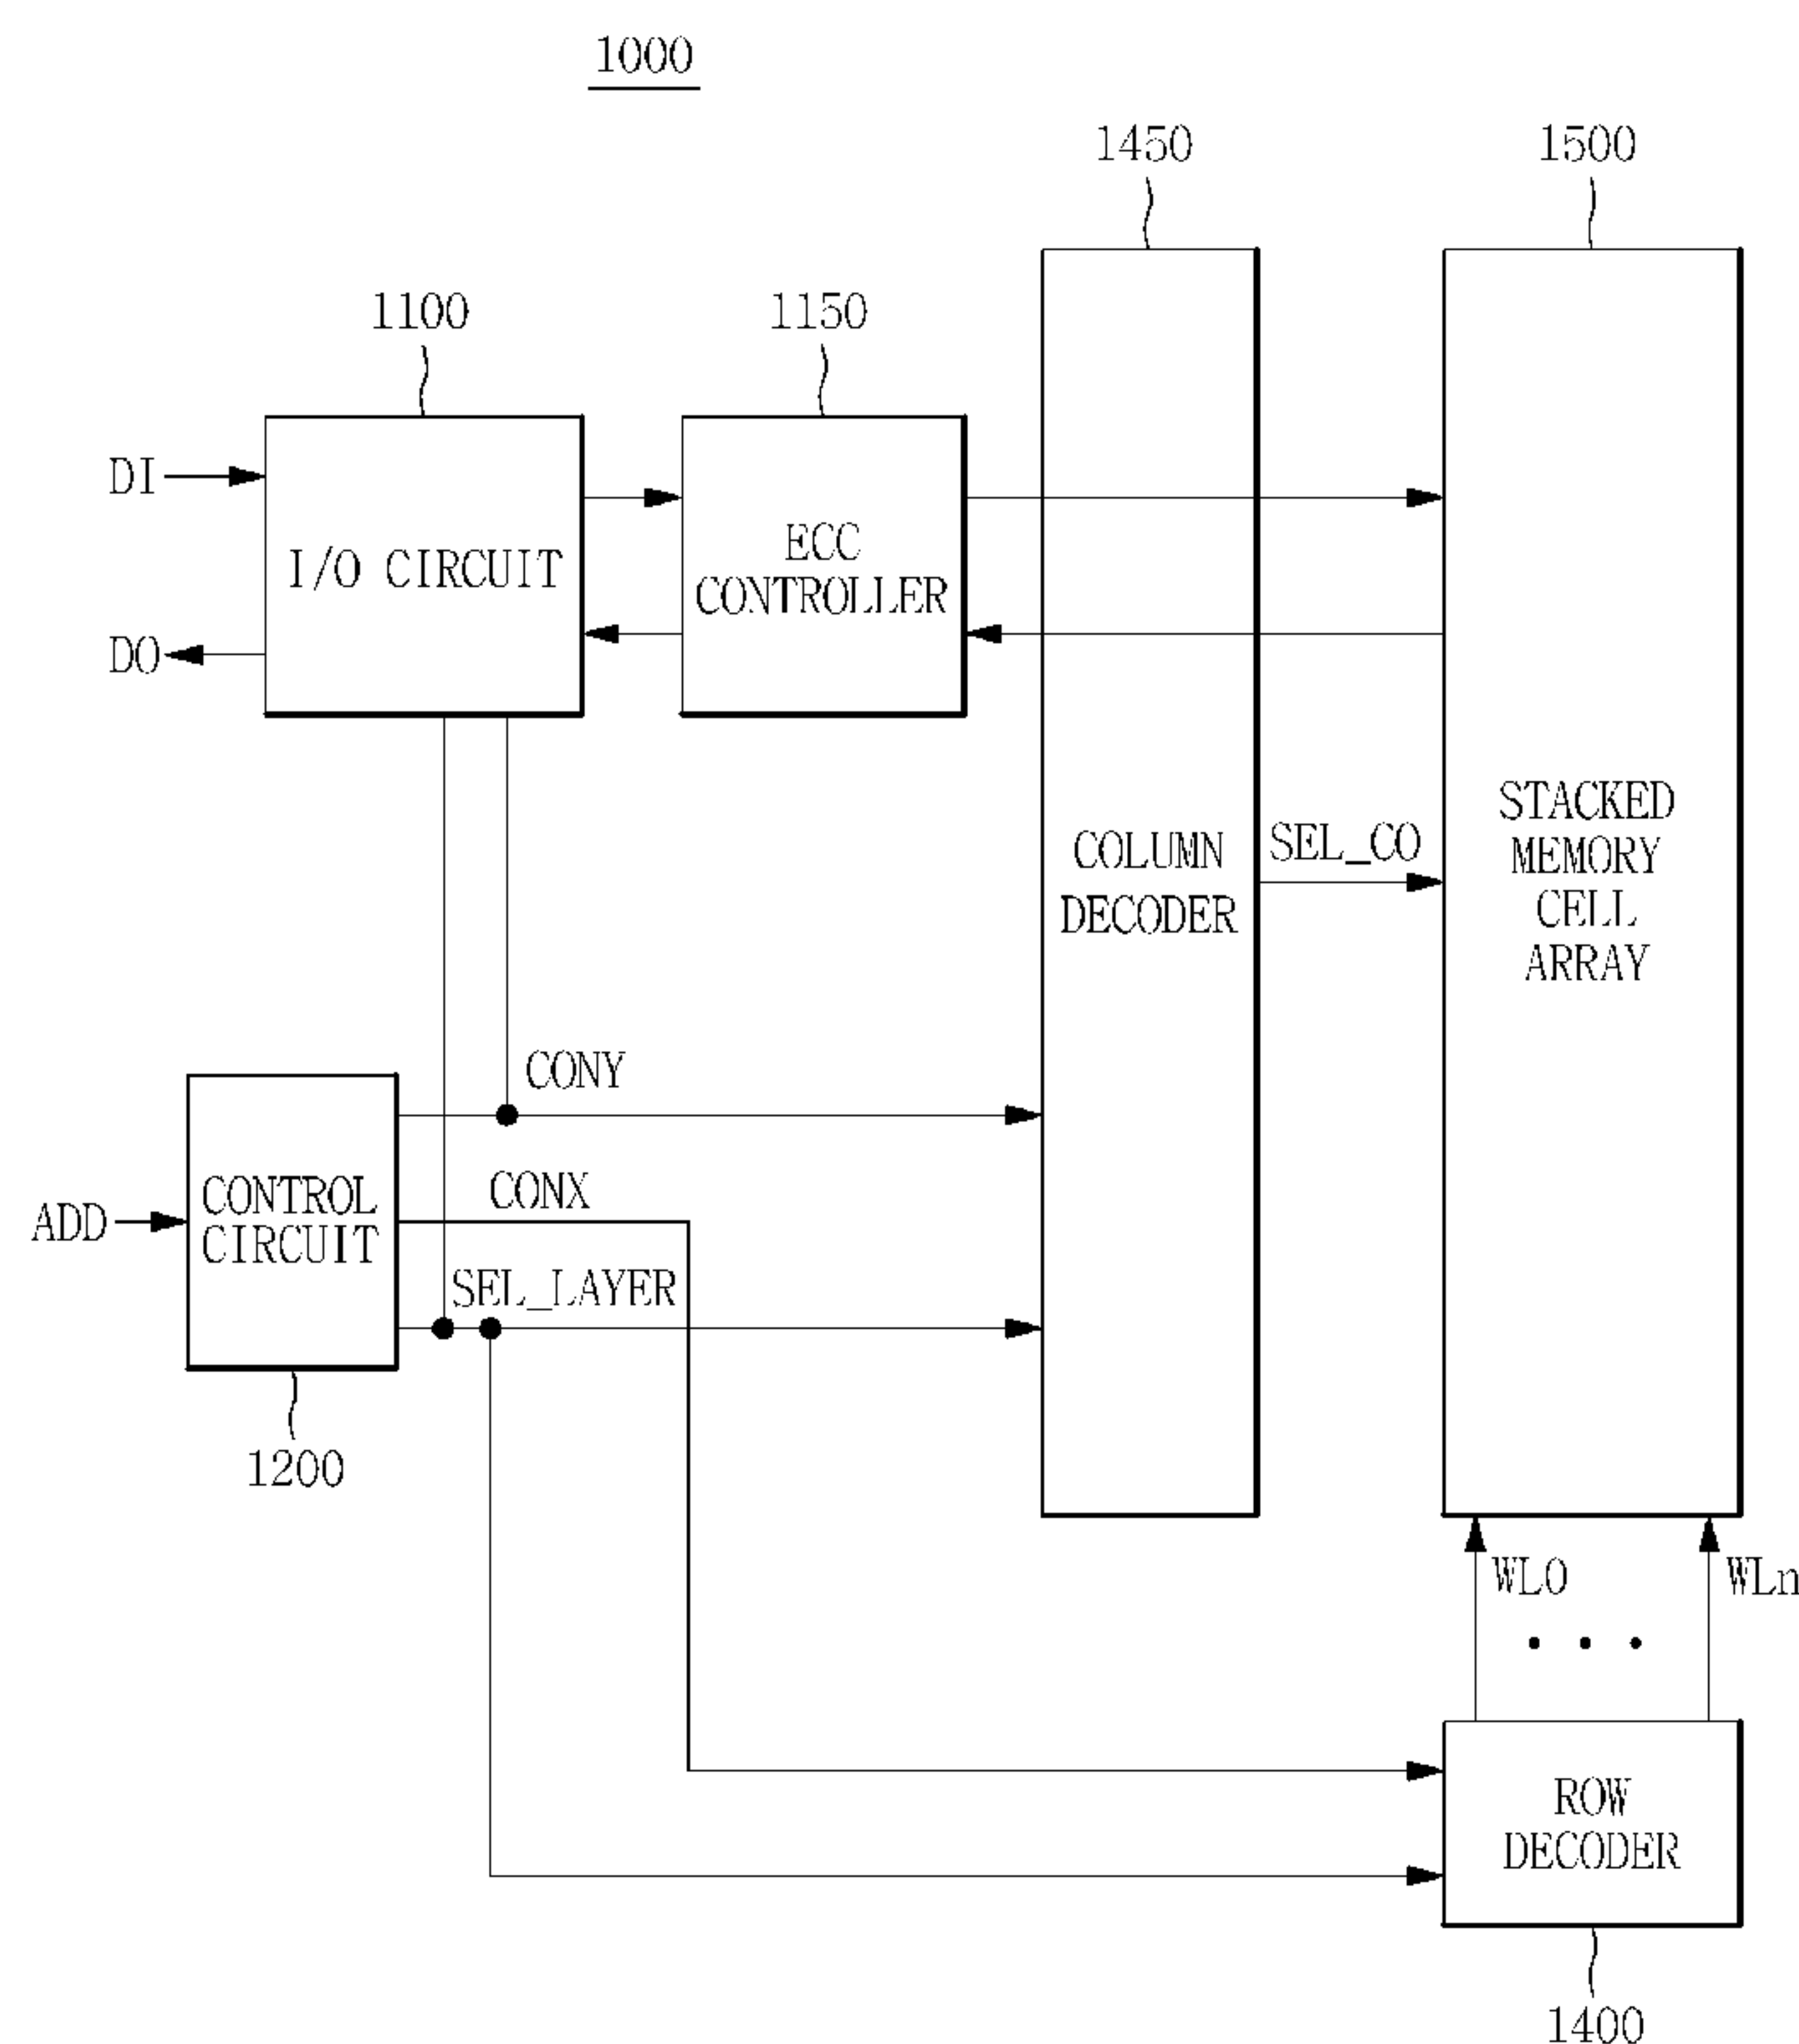 1000
1450
1500
1100
1150
DI
I/O CIRCUIT
ECC
CONTROLLER
DO
STACKED
MEMORY
CELL
ARRAY
COLUMN
DECODER
SEL_CO
CONY
CONTROL
CIRCUIT
CONX
ADD
SEL_LAYER
1200
WL0
WLn
• • •
ROW
DECODER
1400